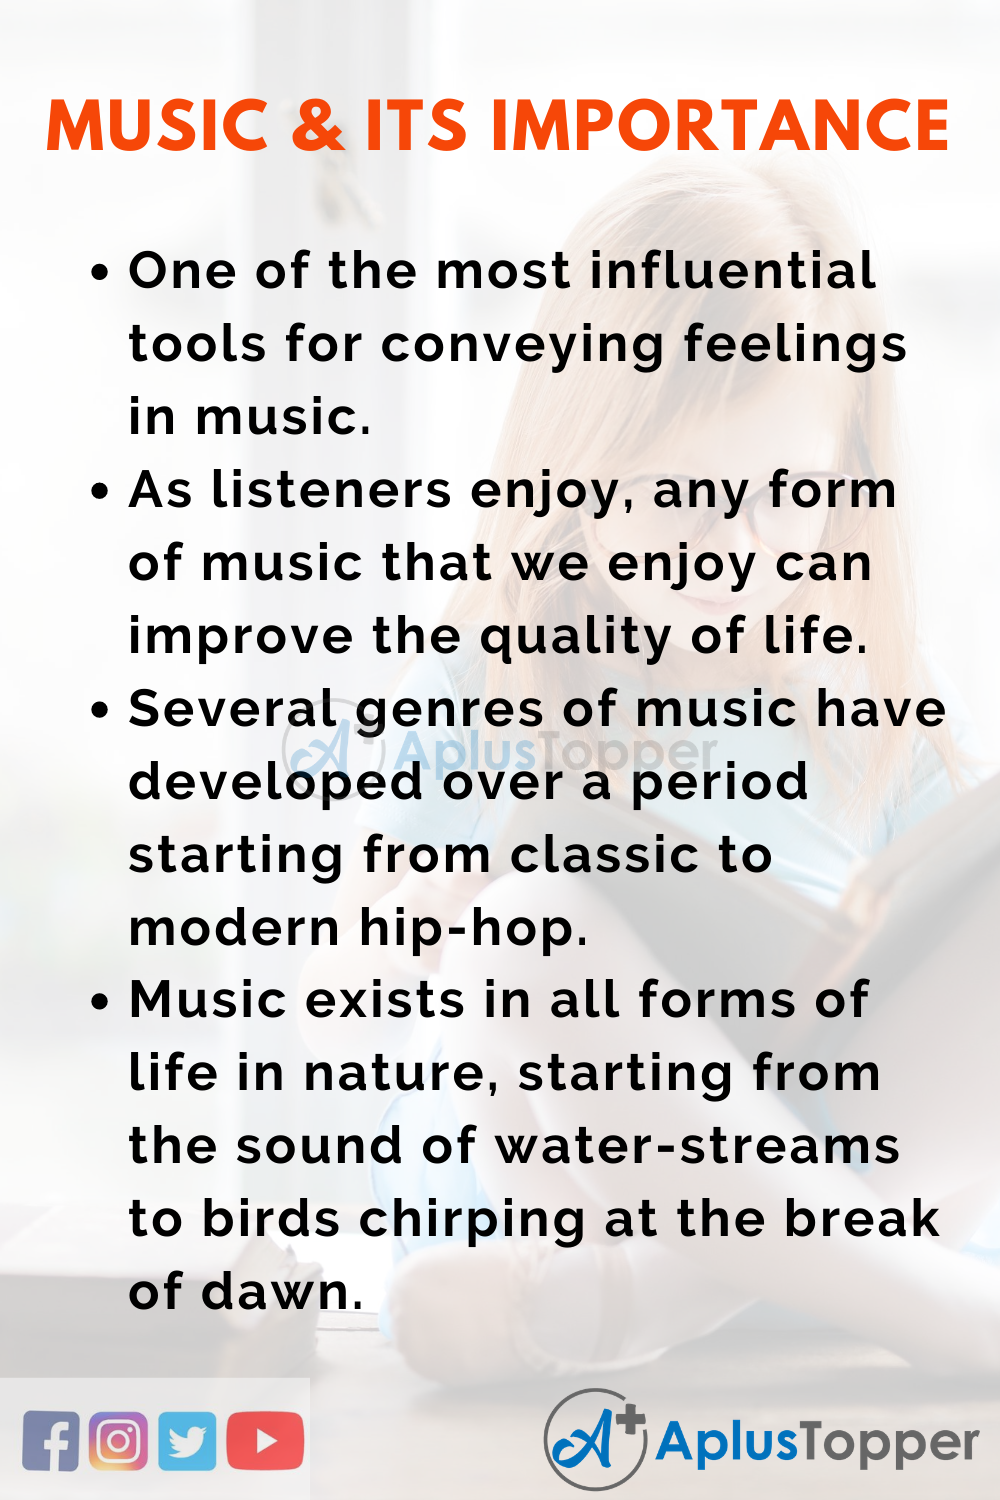 MUSIC & ITS IMPORTANCE
• One of the most influential
tools for conveying feelings
in music.
• As listeners enjoy, any form
of music that we enjoy can
improve the quality of life.
• Several genres of music have
AplusTopper
developed over a period
starting from classic to
modern hip-hop.
• Music exists in all forms of
life in nature, starting from
the sound of water-streams
to birds chirping at the break
of dawn.
A+ AplusTopper